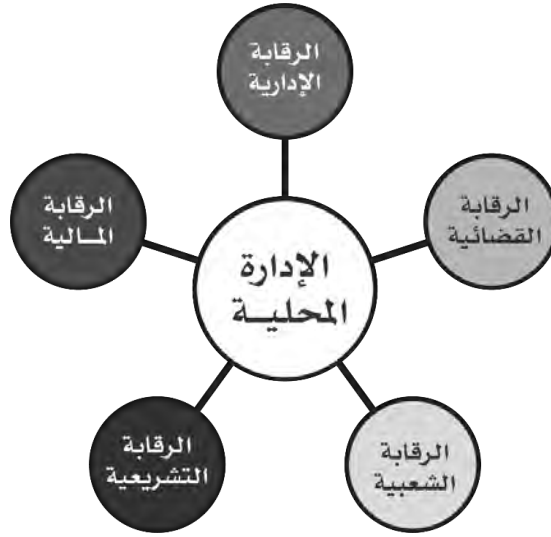 الرقابة
الإدارية
الرقابة
القضائية
الرقابة
المالية
الإدارة
المحلية
الرقابة
الشعبية
الرقابة
التشريعية